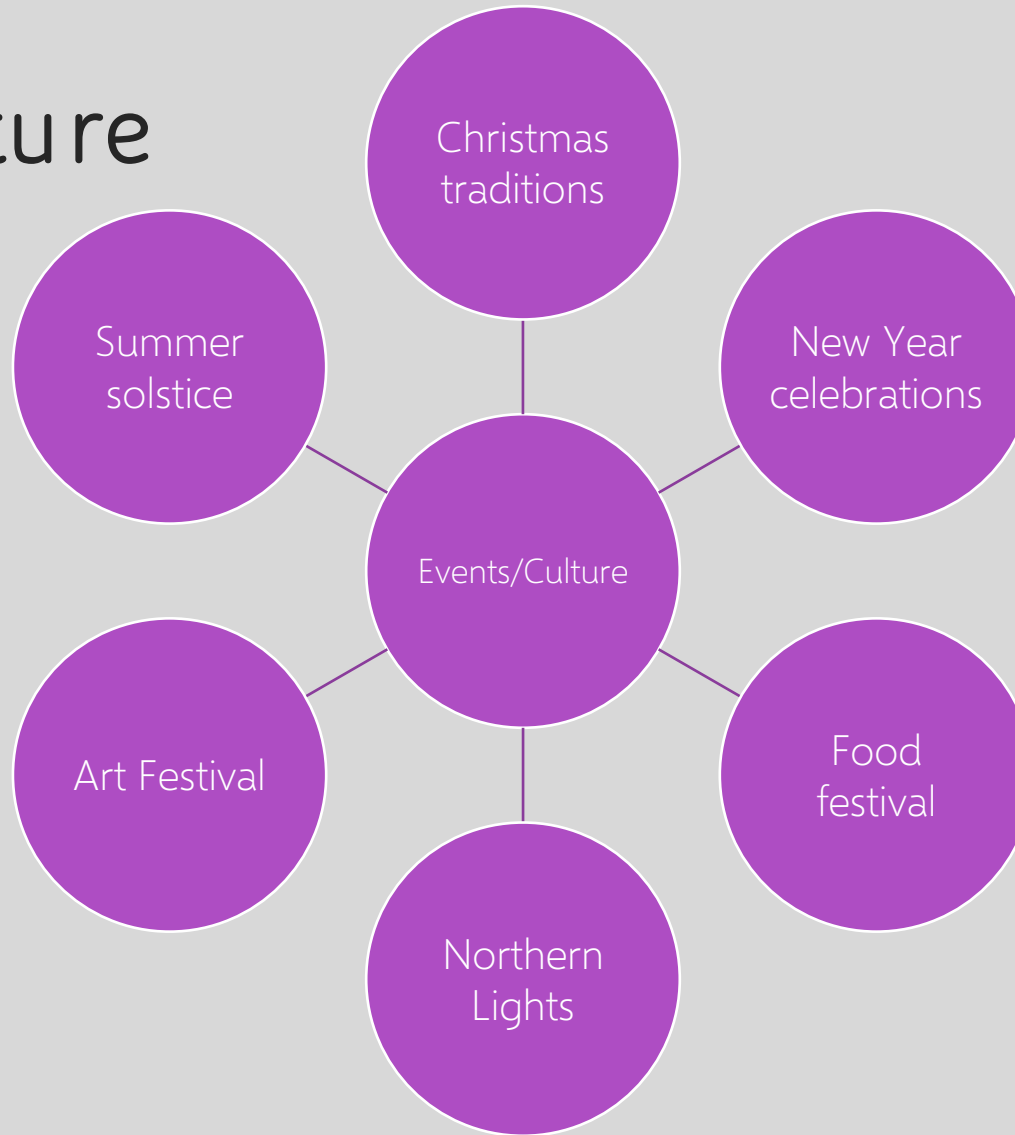 ture
Christmas
traditions
Summer
solstice
New Year
celebrations
Events/Culture
Art Festival
Food
festival
Northern
Lights